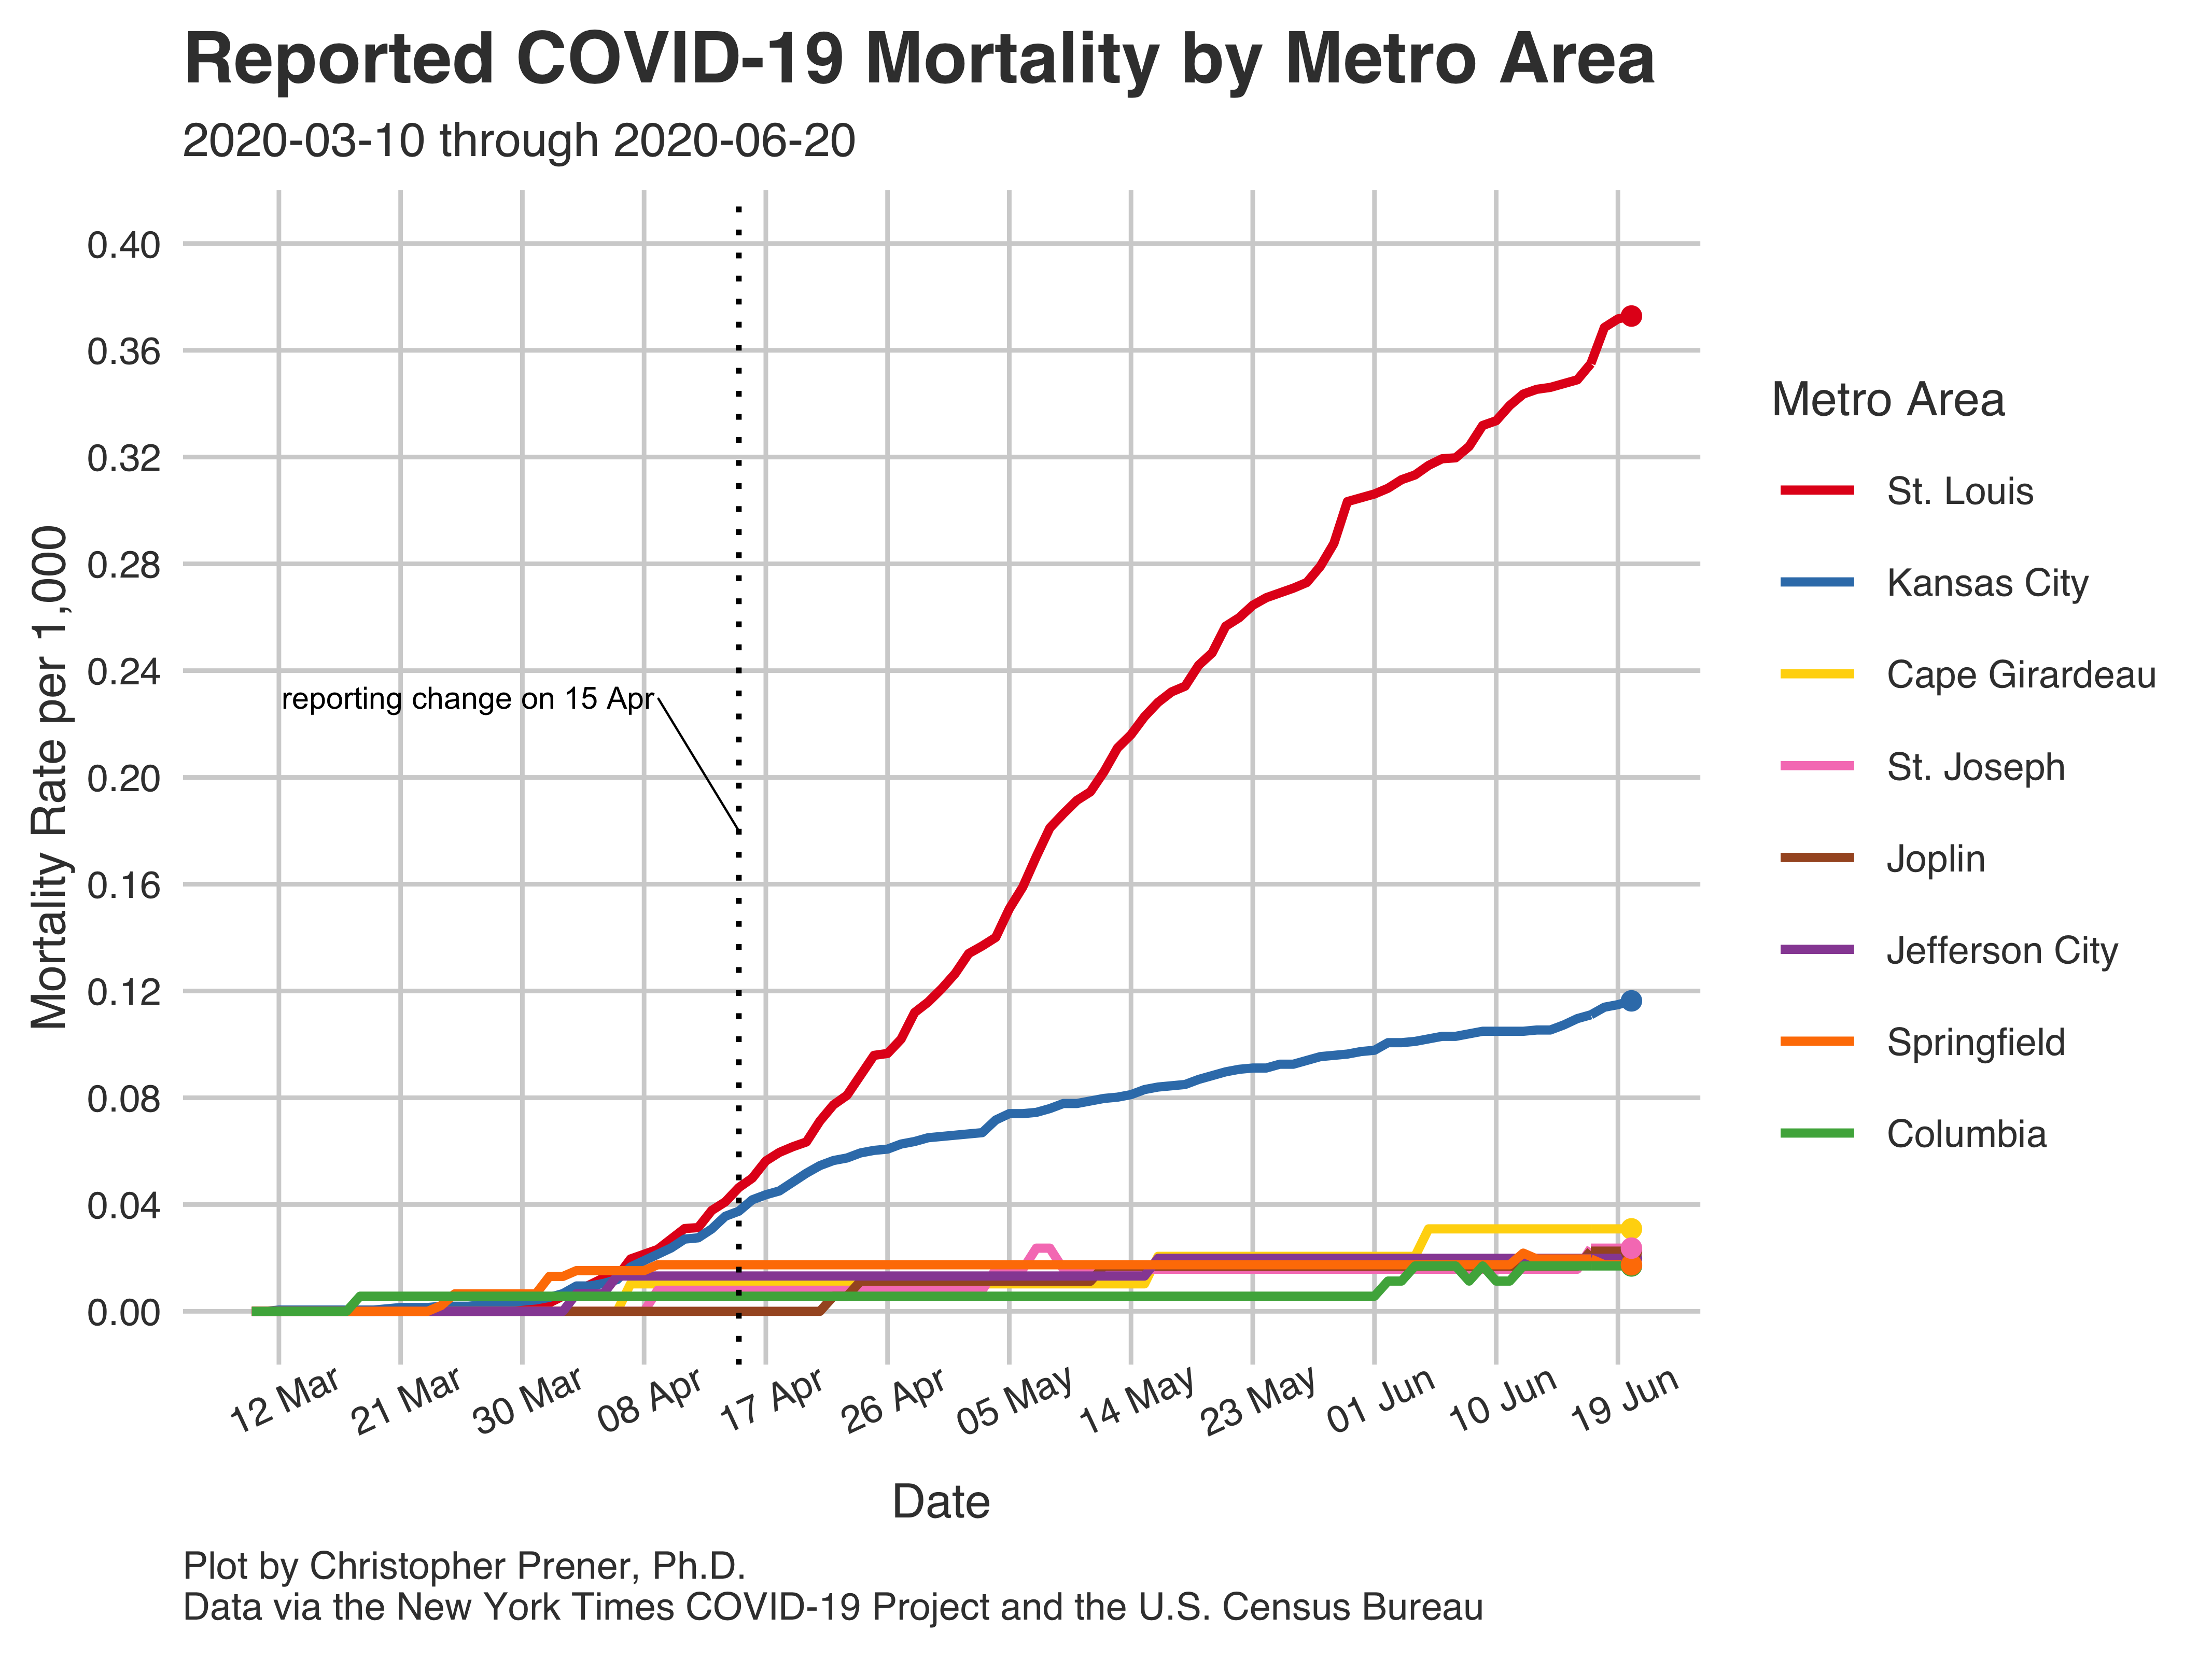 Reported COVID-19 Mortality by Metro Area
2020-03-10 through 2020-06-20
Mortality Rate per 1,000
0.40
0.36
0.32
0.28
0.24
0.20
0.16
0.12
0.08
0.04
0.00
reporting change on 15 Apr
12 Mar
21 Mar
30 Mar
08 Apr
17 Apr
26 Apr
05 May
14 May
23 May
01 Jun
10 Jun
19 Jun
Date
Metro Area
St. Louis
Kansas City
Cape Girardeau
St. Joseph
Joplin
Jefferson City
Springfield
Columbia
Plot by Christopher Prener, Ph.D.
Data via the New York Times COVID-19 Project and the U.S. Census Bureau